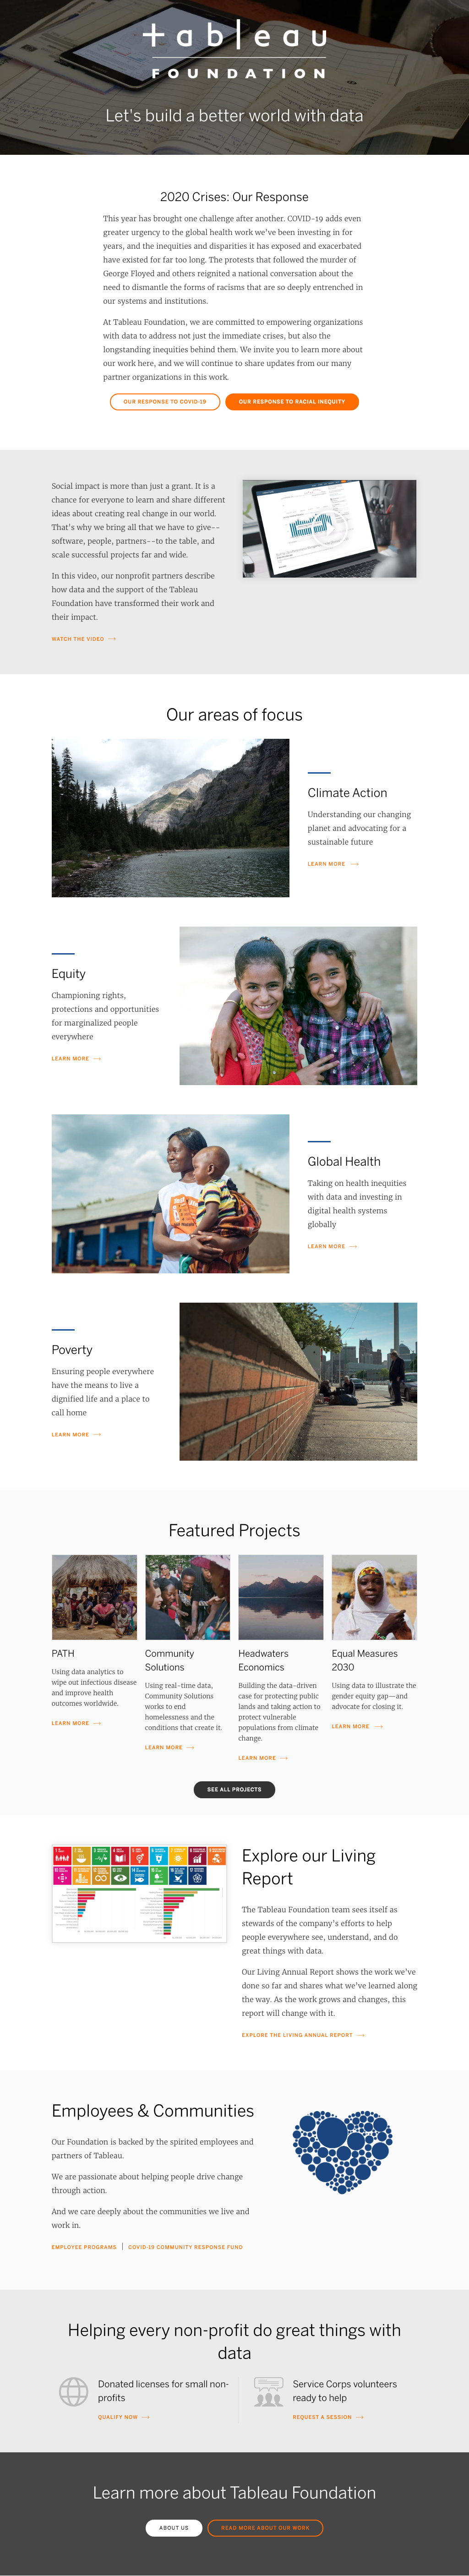 +ableau
FOUNDATION
Let's build a better world with data
2020 Crises: Our Response
This year has brought one challenge after another. COVID-19 adds even
greater urgency to the global health work we've been investing in for
years, and the inequities and disparities it has exposed and exacerbated
have existed for far too long. The protests that followed the murder of
George Floyed and others reignited a national conversation about the
need to dismantle the forms of racisms that are so deeply entrenched in
our systems and institutions.
At Tableau Foundation, we are committed to empowering organizations
with data to address not just the immediate crises, but also the
longstanding inequities behind them. We invite you to learn more about
our work here, and we will continue to share updates from our many
partner organizations in this work.
OUR RESPONSE TO COVID-19
OUR RESPONSE TO RACIAL INEQUITY
Social impact is more than just a grant. It is a
chance for everyone to learn and share different
ideas about creating real change in our world.
That's why we bring all that we have to give--
software, people, partners--to the table, and
scale successful projects far and wide.
In this video, our nonprofit partners describe
how data and the support of the Tableau
Foundation have transformed their work and
their impact.
WATCH THE VIDEO
Our areas of focus
Climate Action
Understanding our changing
planet and advocating for a
sustainable future
LEARN MORE
Equity
Championing rights,
protections and opportunities
for marginalized people
everywhere
LEARN MORE
Global Health
Taking on health inequities
with data and investing in
digital health systems
globally
LEARN MORE
Poverty
Ensuring people everywhere
have the means to live a
dignified life and a place to
call home
LEARN MORE
Featured Projects
PATH
Using data analytics to
wipe out infectious disease
and improve health
outcomes worldwide.
LEARN MORE
Community
Solutions
Using real-time data,
Community Solutions
works to end
homelessness and the
conditions that create it.
LEARN MORE
Headwaters
Economics
Building the data-driven
case for protecting public
lands and taking action to
protect vulnerable
populations from climate
change.
LEARN MORE
Equal Measures
2030
Using data to illustrate the
gender equity gap—and
advocate for closing it.
LEARN MORE
SEE ALL PROJECTS
Explore our Living
Report
The Tableau Foundation team sees itself as
stewards of the company's efforts to help
people everywhere see, understand, and do
great things with data.
Our Living Annual Report shows the work we've
done so far and shares what we've learned along
the way. As the work grows and changes, this
report will change with it.
EXPLORE THE LIVING ANNUAL REPORT
Employees & Communities
Our Foundation is backed by the spirited employees and
partners of Tableau.
We are passionate about helping people drive change
through action.
And we care deeply about the communities we live and
work in.
EMPLOYEE PROGRAMS
COVID-19 COMMUNITY RESPONSE FUND
Helping every non-profit do great things with
data
Donated licenses for small non-
profits
QUALIFY NOW
Service Corps volunteers
ready to help
REQUEST A SESSION
Learn more about Tableau Foundation
ABOUT US
READ MORE ABOUT OUR WORK